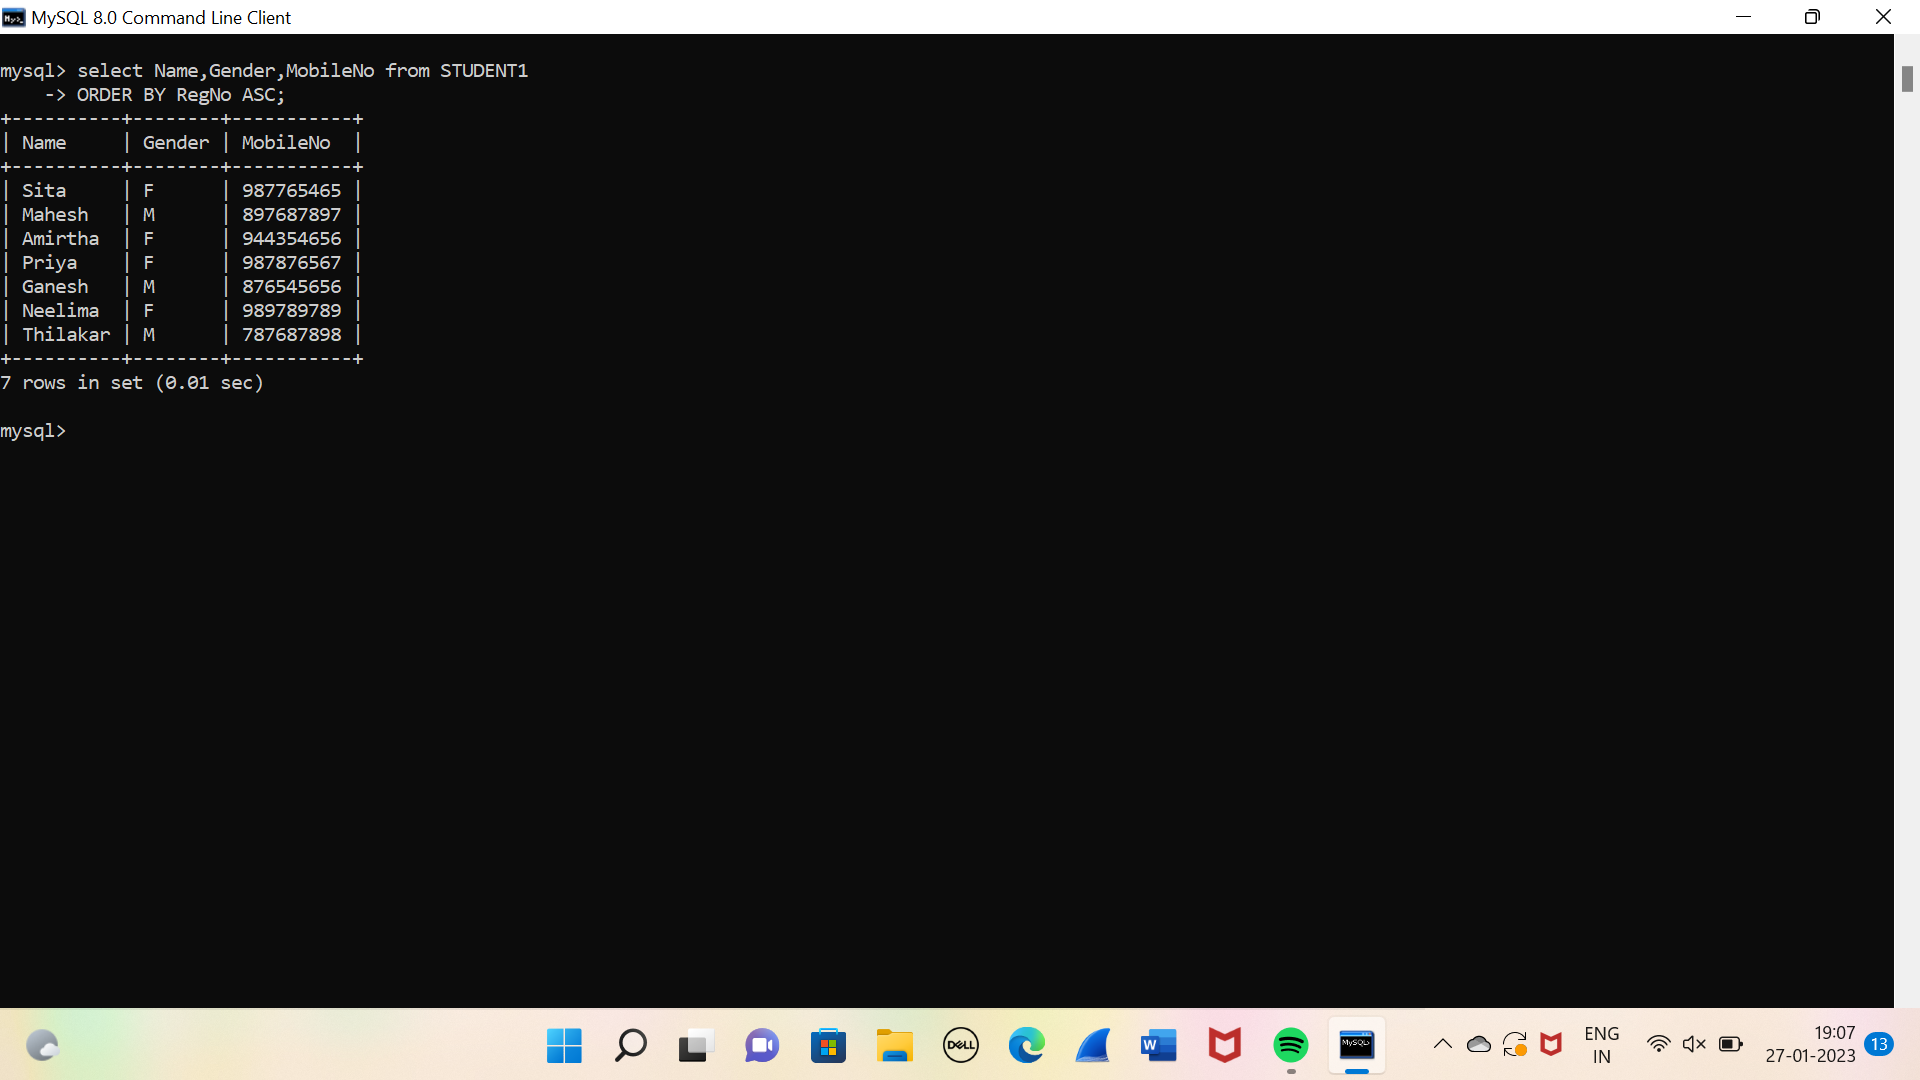 MySQL 8.0 Command Line Client
mysql> select Name,Gender,MobileNo from STUDENT1
    -> ORDER BY RegNo ASC;
+----------+--------+-----------+
| Name     | Gender | MobileNo  |
+----------+--------+-----------+
| Sita     | F      | 987765465 |
| Mahesh   | M      | 897687897 |
| Amirtha  | F      | 944354656 |
| Priya    | F      | 987876567 |
| Ganesh   | M      | 876545656 |
| Neelima  | F      | 989789789 |
| Thilakar | M      | 787687898 |
+----------+--------+-----------+
7 rows in set (0.01 sec)
mysql>
DELL
W
MySQL>
ENG
IN
19:07
27-01-2023
13